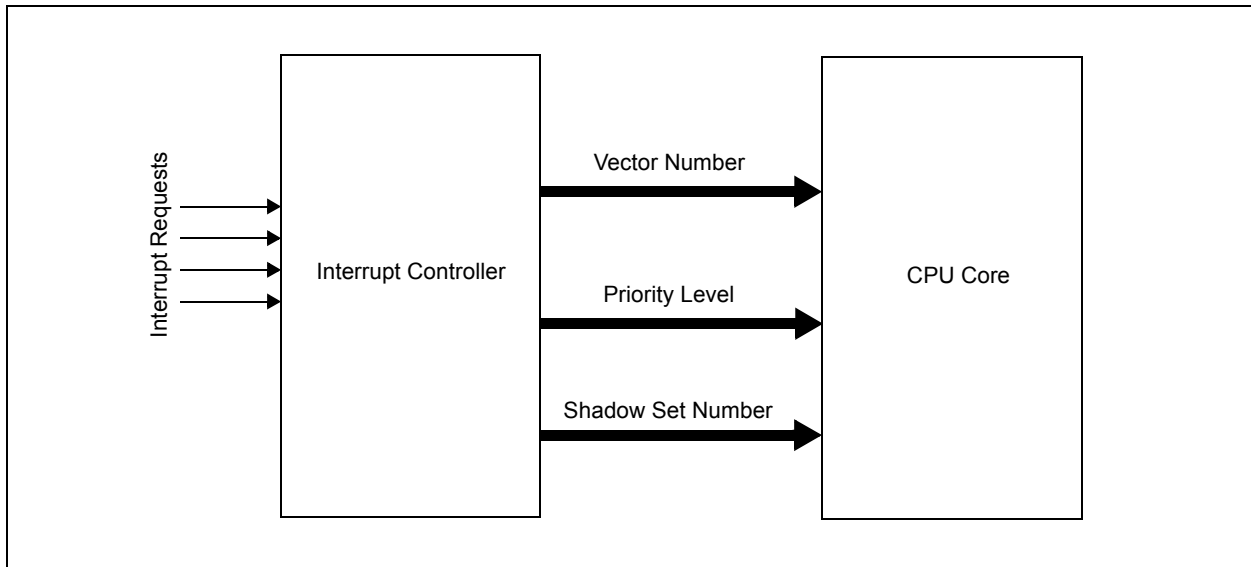 Interrupt Requests
Interrupt Controller
Vector Number
Priority Level
Shadow Set Number
CPU Core